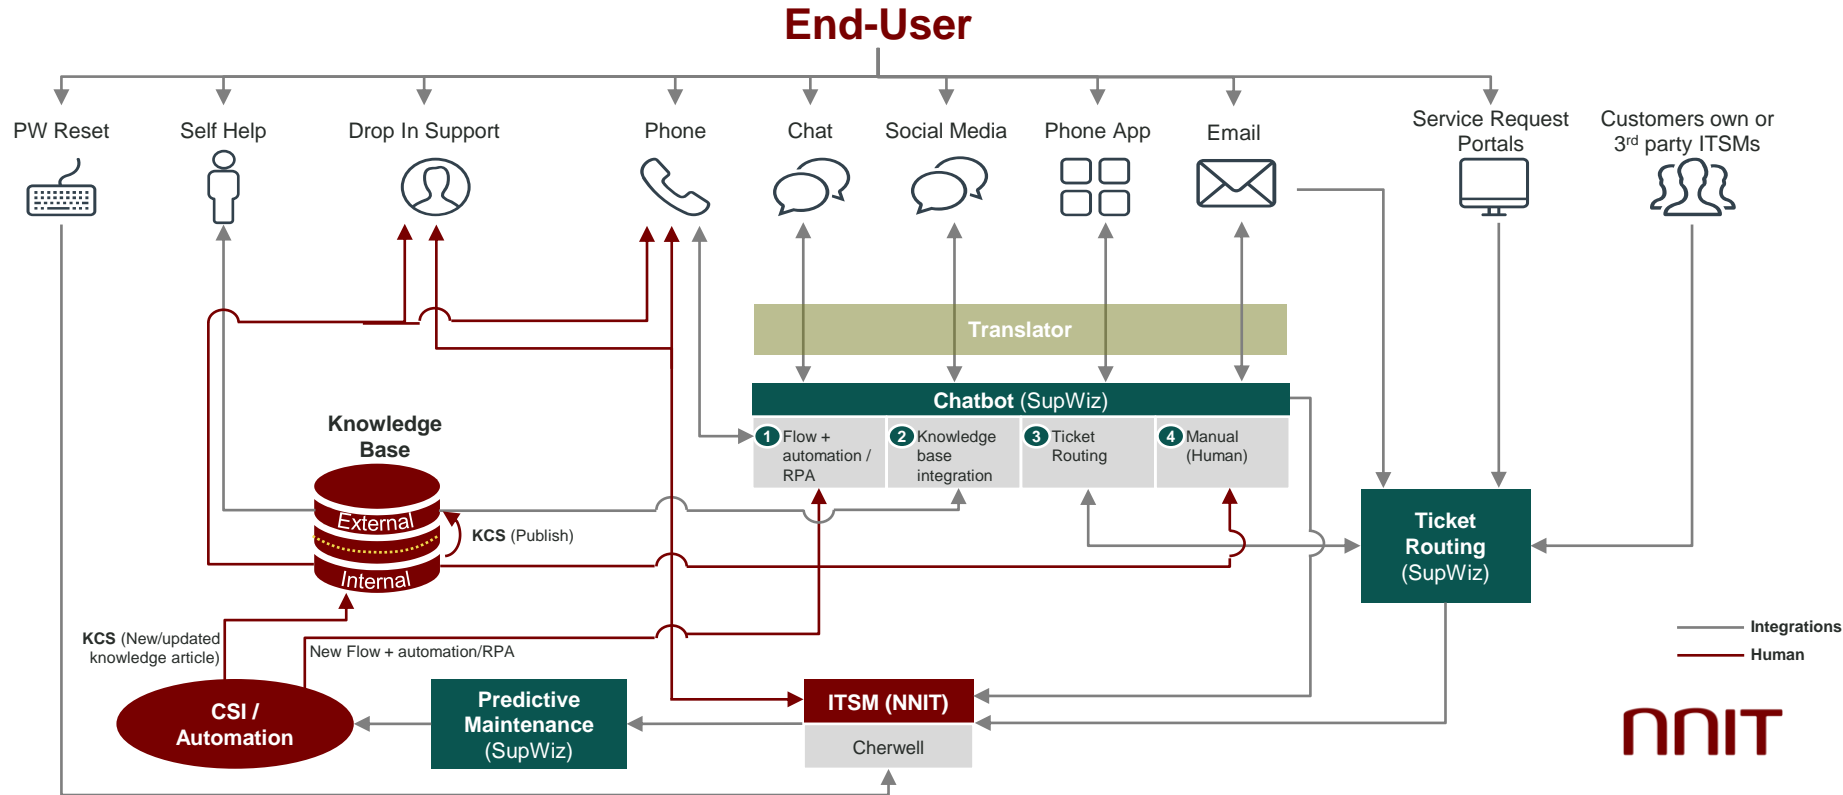 End-User
PW Reset
Self Help
Drop In Support
Phone
Chat
Social Media
Phone App
Email
Service Request
Portals
Customers own or
3rd party ITSMs
Translator
Chatbot (SupWiz)
1 Flow +
automation /
RPA
2 Knowledge
base
integration
3 Ticket
Routing
4 Manual
(Human)
Knowledge
Base
External
Internal
KCS (Publish)
Ticket
Routing
(SupWiz)
KCS (New/updated
knowledge article)
New Flow + automation/RPA
Integrations
Human
CSI /
Automation
Predictive
Maintenance
(SupWiz)
ITSM (NNIT)
Cherwell
nnit